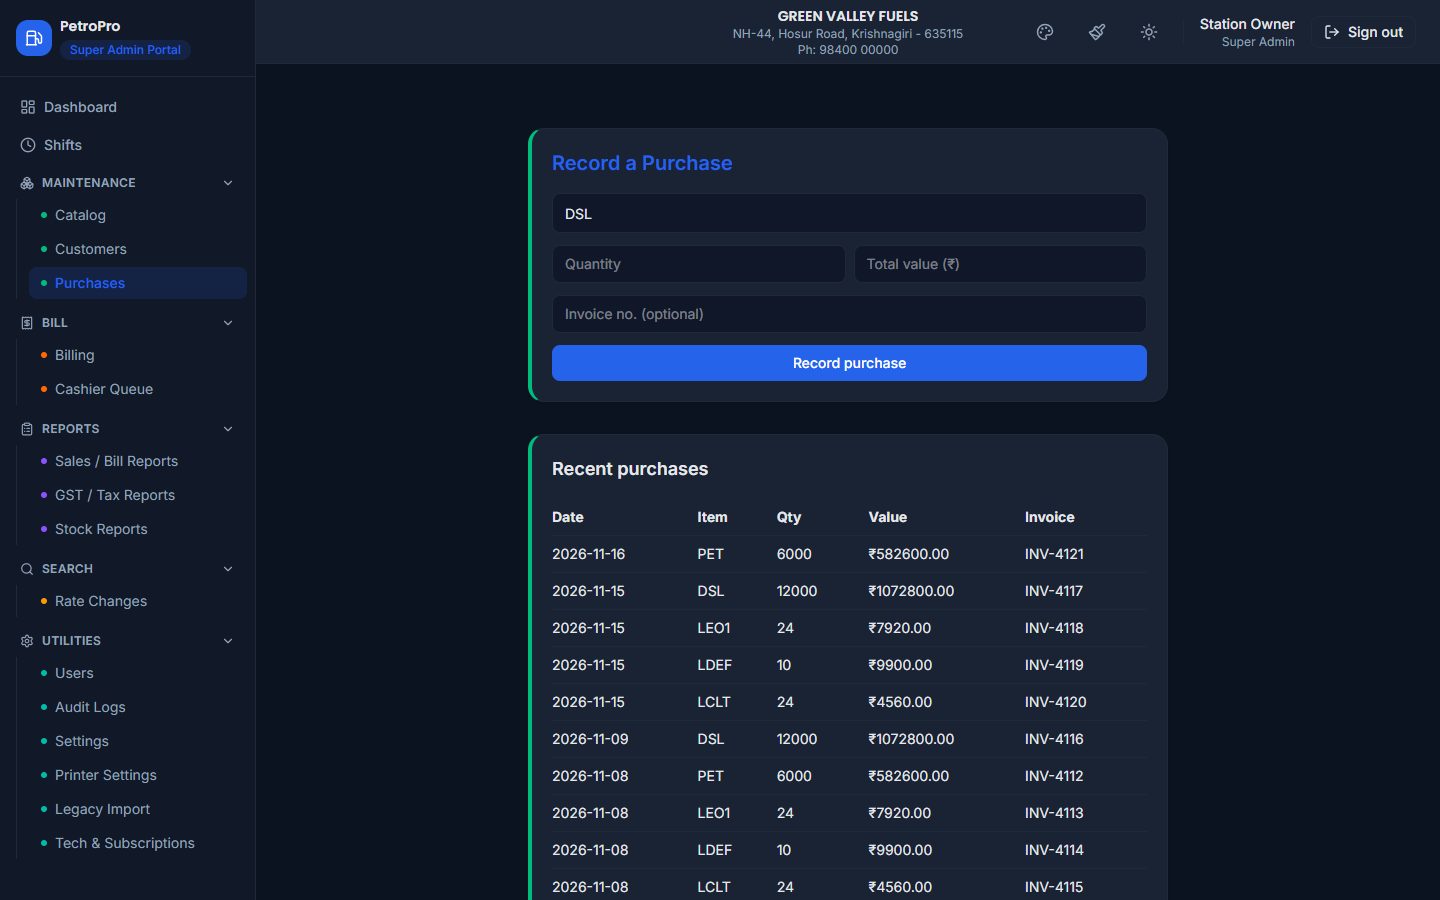 PetroPro
Super Admin Portal
GREEN VALLEY FUELS
NH-44, Hosur Road, Krishnagiri - 635115
Ph: 98400 00000
Station Owner
Super Admin
Sign out
Dashboard
Shifts
MAINTENANCE
Catalog
Customers
Purchases
BILL
Billing
Cashier Queue
REPORTS
Sales / Bill Reports
GST / Tax Reports
Stock Reports
SEARCH
Rate Changes
UTILITIES
Users
Audit Logs
Settings
Printer Settings
Legacy Import
Tech & Subscriptions
Record a Purchase
DSL
Quantity Total value (₹)
Invoice no. (optional)
Record purchase
Recent purchases
Date Item Qty Value Invoice
2026-11-16 PET 6000 ₹582600.00 INV-4121
2026-11-15 DSL 12000 ₹1072800.00 INV-4117
2026-11-15 LEO1 24 ₹7920.00 INV-4118
2026-11-15 LDEF 10 ₹9900.00 INV-4119
2026-11-15 LCLT 24 ₹4560.00 INV-4120
2026-11-09 DSL 12000 ₹1072800.00 INV-4116
2026-11-08 PET 6000 ₹582600.00 INV-4112
2026-11-08 LEO1 24 ₹7920.00 INV-4113
2026-11-08 LDEF 10 ₹9900.00 INV-4114
2026-11-08 LCLT 24 ₹4560.00 INV-4115